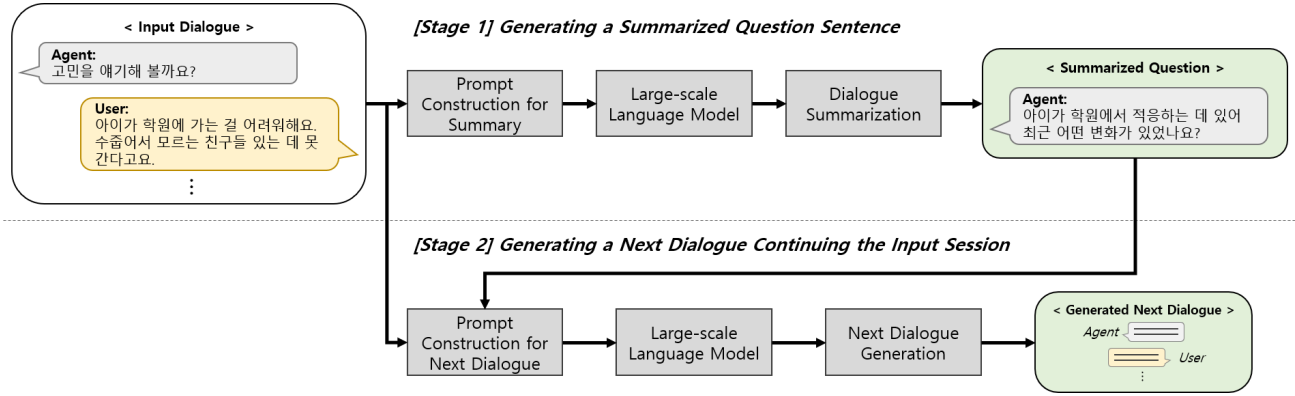 < Input Dialogue >
Agent:
고민을 얘기해 볼까요?
User:
아이가 학원에 가는 걸 어려워해요.
수줍어서 모르는 친구들 있는 데 못
간다고요.
⋮
[Stage 1] Generating a Summarized Question Sentence
Prompt
Construction for
Summary
Large-scale
Language Model
Dialogue
Summarization
< Summarized Question >
Agent:
아이가 학원에서 적응하는 데 있어
최근 어떤 변화가 있었나요?
[Stage 2] Generating a Next Dialogue Continuing the Input Session
Prompt
Construction for
Next Dialogue
Large-scale
Language Model
Next Dialogue
Generation
< Generated Next Dialogue >
Agent
User
⋮